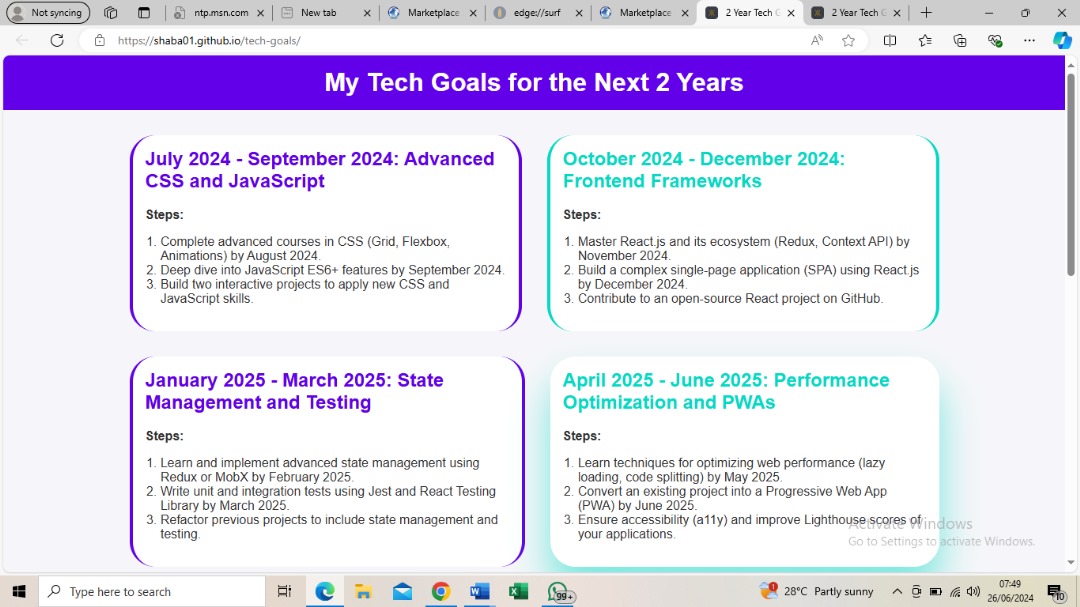 Not syncing
ntp.msn.com
New tab
Marketplace
edge://surf
Marketplace
2 Year Tech G
2 Year Tech G
https://shaba01.github.io/tech-goals/
My Tech Goals for the Next 2 Years
July 2024 - September 2024: Advanced
CSS and JavaScript
Steps:
1. Complete advanced courses in CSS (Grid, Flexbox,
Animations) by August 2024.
2. Deep dive into JavaScript ES6+ features by September 2024.
3. Build two interactive projects to apply new CSS and
JavaScript skills.
October 2024 - December 2024:
Frontend Frameworks
Steps:
1. Master React.js and its ecosystem (Redux, Context API) by
November 2024.
2. Build a complex single-page application (SPA) using React.js
by December 2024.
3. Contribute to an open-source React project on GitHub.
January 2025 - March 2025: State
Management and Testing
Steps:
1. Learn and implement advanced state management using
Redux or MobX by February 2025.
2. Write unit and integration tests using Jest and React Testing
Library by March 2025.
3. Refactor previous projects to include state management and
testing.
April 2025 - June 2025: Performance
Optimization and PWAs
Steps:
1. Learn techniques for optimizing web performance (lazy
loading, code splitting) by May 2025.
2. Convert an existing project into a Progressive Web App
(PWA) by June 2025.
3. Ensure accessibility (a11y) and improve Lighthouse scores of
your applications.
Activate Windows
Go to Settings to activate Windows.
Type here to search
99+
28°C Partly sunny
07:49
26/06/2024
10